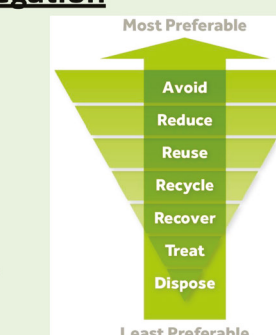 Most Preferable
Avoid
Reduce
Reuse
Recycle
Recover
Treat
Dispose
Least Preferable